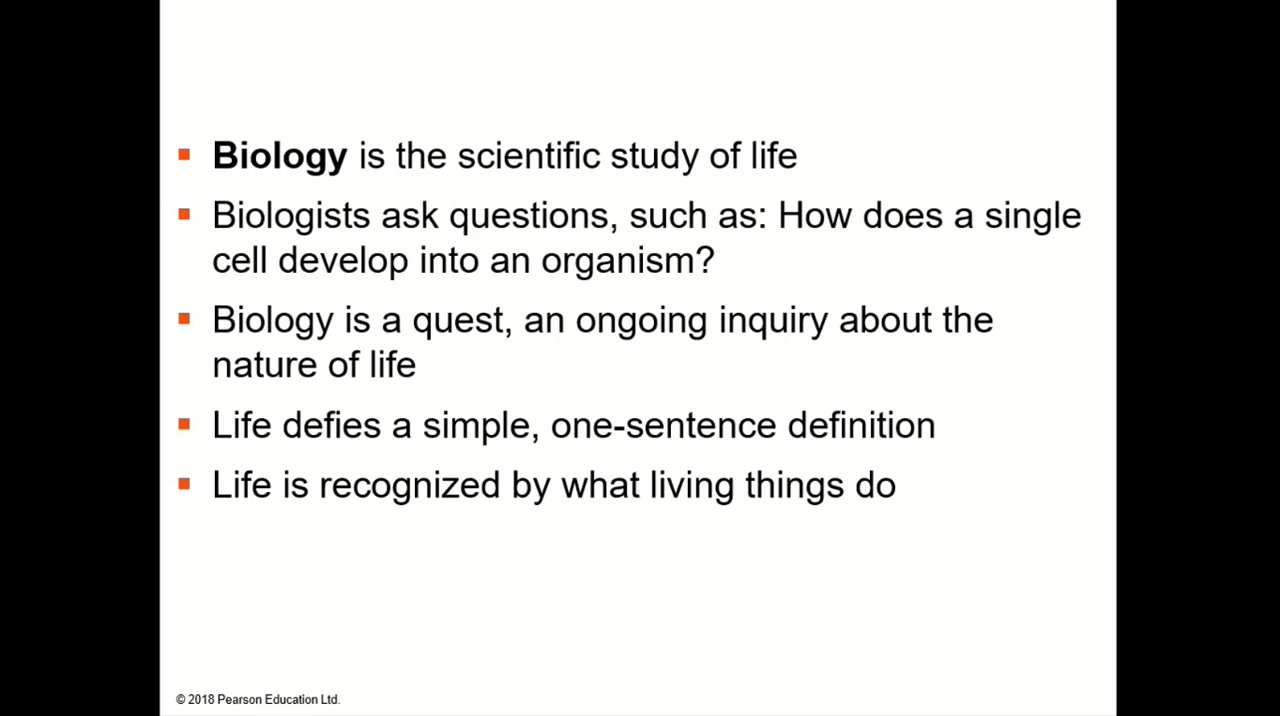 ▪ Biology is the scientific study of life
▪ Biologists ask questions, such as: How does a single
cell develop into an organism?
▪ Biology is a quest, an ongoing inquiry about the
nature of life
▪ Life defies a simple, one-sentence definition
▪ Life is recognized by what living things do
© 2018 Pearson Education Ltd.